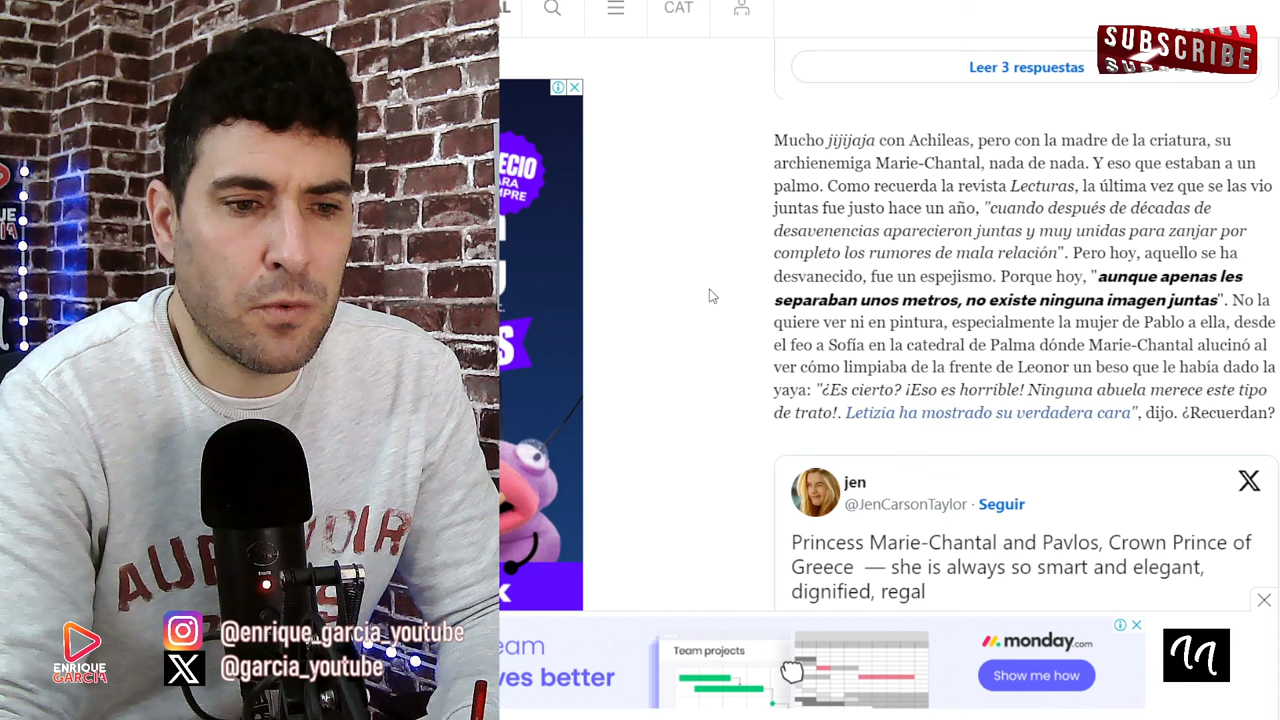 CAT
SUBSCRIBE
Leer 3 respuestas
Mucho jijijaja con Achileas, pero con la madre de la criatura, su
archienemiga Marie-Chantal, nada de nada. Y eso que estaban a un
palmo. Como recuerda la revista Lecturas, la última vez que se las vio
juntas fue justo hace un año, "cuando después de décadas de
desavenencias aparecieron juntas y muy unidas para zanjar por
completo los rumores de mala relación". Pero hoy, aquello se ha
desvanecido, fue un espejismo. Porque hoy, "aunque apenas les
separaban unos metros, no existe ninguna imagen juntas". No la
quiere ver ni en pintura, especialmente la mujer de Pablo a ella, desde
el feo a Sofía en la catedral de Palma dónde Marie-Chantal alucinó al
ver cómo limpiaba de la frente de Leonor un beso que le había dado la
yaya: "¿Es cierto? ¡Eso es horrible! Ninguna abuela merece este tipo
de trato!. Letizia ha mostrado su verdadera cara", dijo. ¿Recuerdan?
jen
@JenCarsonTaylor · Seguir
Princess Marie-Chantal and Pavlos, Crown Prince of
Greece — she is always so smart and elegant,
dignified, regal
Team projects
monday.com
Show me how
better
@enrique_garcia_youtube
@garcia_youtube
ENRIQUE
GARCIA